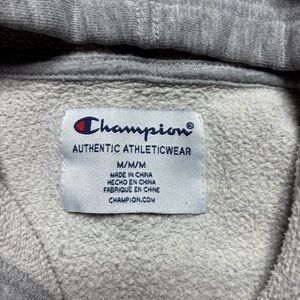 Champion®
AUTHENTIC ATHLETICWEAR
M/M/M
MADE IN CHINA
HECHO EN CHINA
FABRIQUÉ EN CHINE
CHAMPION.COM